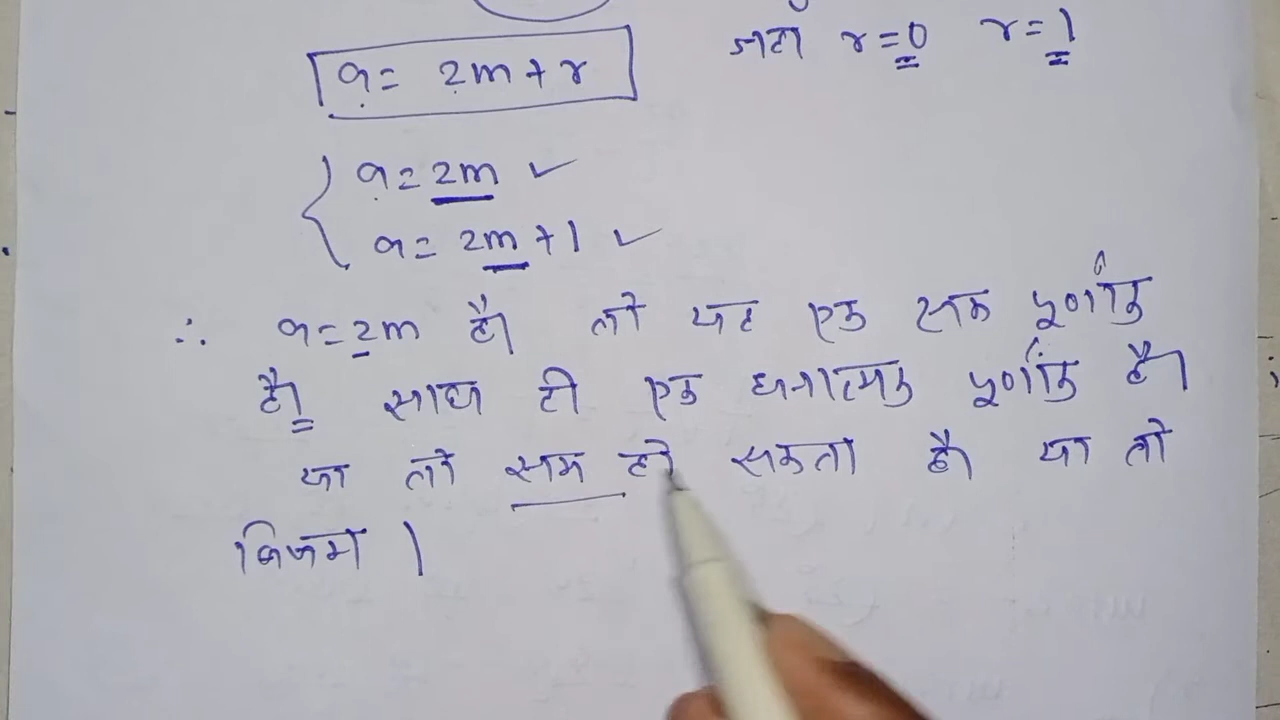 a = 2m + r जहाँ r = 0 r = 1
a = 2m ✓
a = 2m + 1 ✓
∴ a = 2m है। तो यह एक सम पूर्णांक
है। साथ ही एक धनात्मक पूर्णांक है।
या तो सम हो सकता है। या तो
विषम।